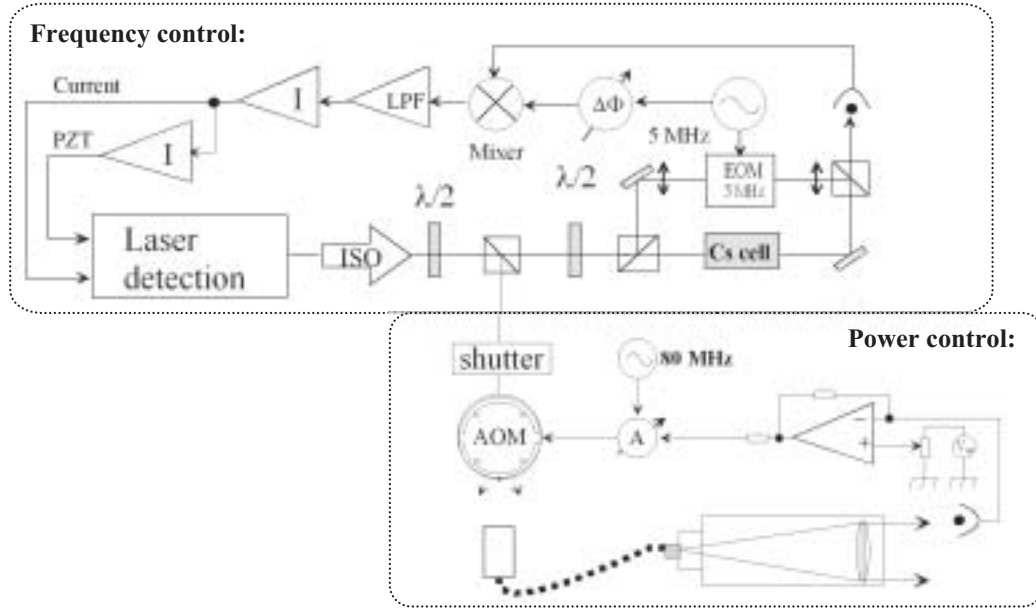 Frequency control:
Current
I
LPF
Mixer
ΔΦ
5 MHz
PZT
I
EOM
5 MHz
λ/2
λ/2
Laser
detection
ISO
Cs cell
Power control:
shutter
80 MHz
AOM
A
−
+